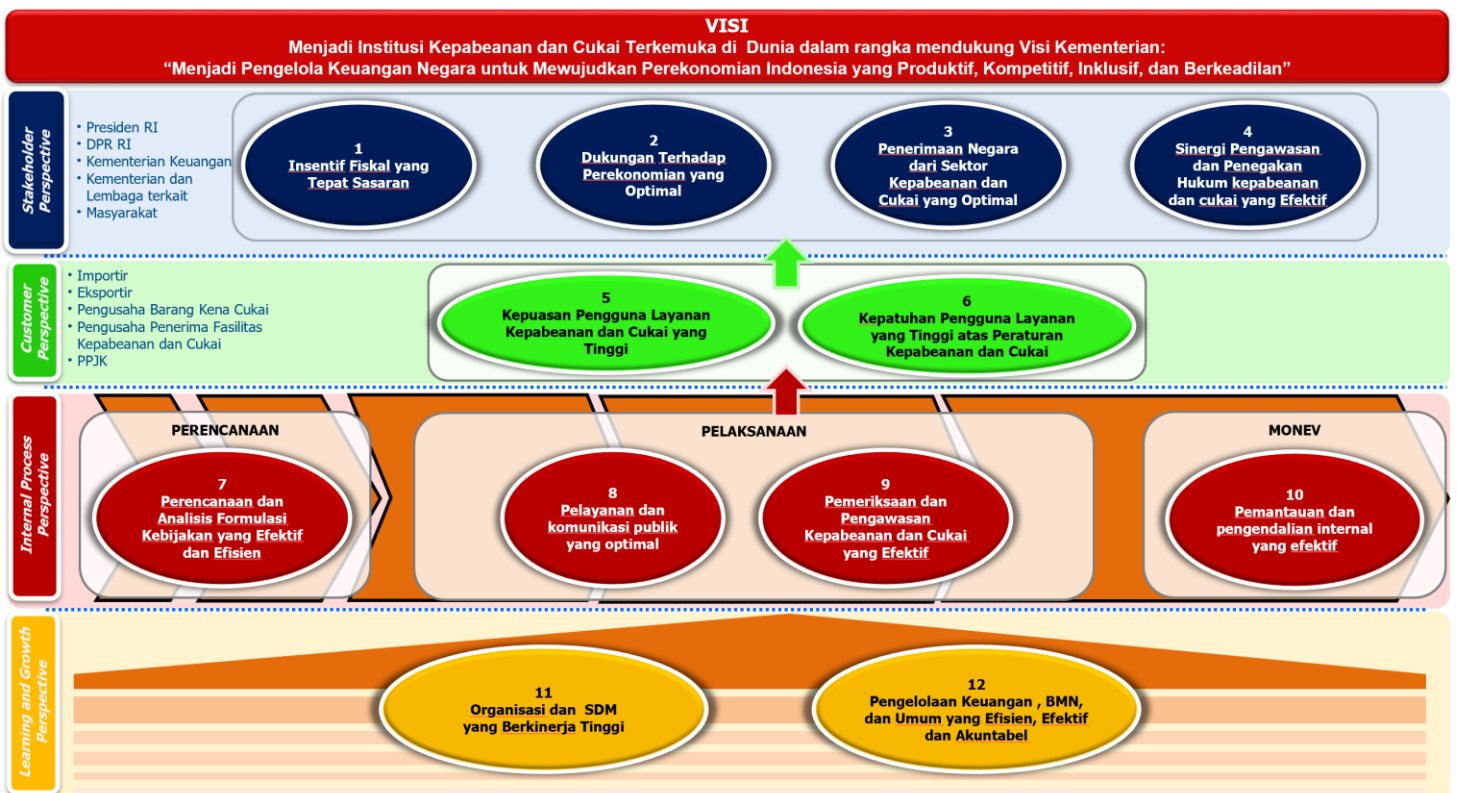 VISI
Menjadi Institusi Kepabeanan dan Cukai Terkemuka di Dunia dalam rangka mendukung Visi Kementerian:
“Menjadi Pengelola Keuangan Negara untuk Mewujudkan Perekonomian Indonesia yang Produktif, Kompetitif, Inklusif, dan Berkeadilan”
Stakeholder
Perspective
• Presiden RI
• DPR RI
• Kementerian Keuangan
• Kementerian dan
Lembaga terkait
• Masyarakat
1
Insentif Fiskal yang
Tepat Sasaran
2
Dukungan Terhadap
Perekonomian yang
Optimal
3
Penerimaan Negara
dari Sektor
Kepabeanan dan
Cukai yang Optimal
4
Sinergi Pengawasan
dan Penegakan
Hukum kepabeanan
dan cukai yang Efektif
Customer
Perspective
• Importir
• Eksportir
• Pengusaha Barang Kena Cukai
• Pengusaha Penerima Fasilitas
Kepabeanan dan Cukai
• PPJK
5
Kepuasan Pengguna Layanan
Kepabeanan dan Cukai yang
Tinggi
6
Kepatuhan Pengguna Layanan
yang Tinggi atas Peraturan
Kepabeanan dan Cukai
Internal Process
Perspective
PERENCANAAN
7
Perencanaan dan
Analisis Formulasi
Kebijakan yang Efektif
dan Efisien
PELAKSANAAN
8
Pelayanan dan
komunikasi publik
yang optimal
9
Pemeriksaan dan
Pengawasan
Kepabeanan dan Cukai
yang Efektif
MONEV
10
Pemantauan dan
pengendalian internal
yang efektif
Learning and Growth
Perspective
11
Organisasi dan SDM
yang Berkinerja Tinggi
12
Pengelolaan Keuangan , BMN,
dan Umum yang Efisien, Efektif
dan Akuntabel